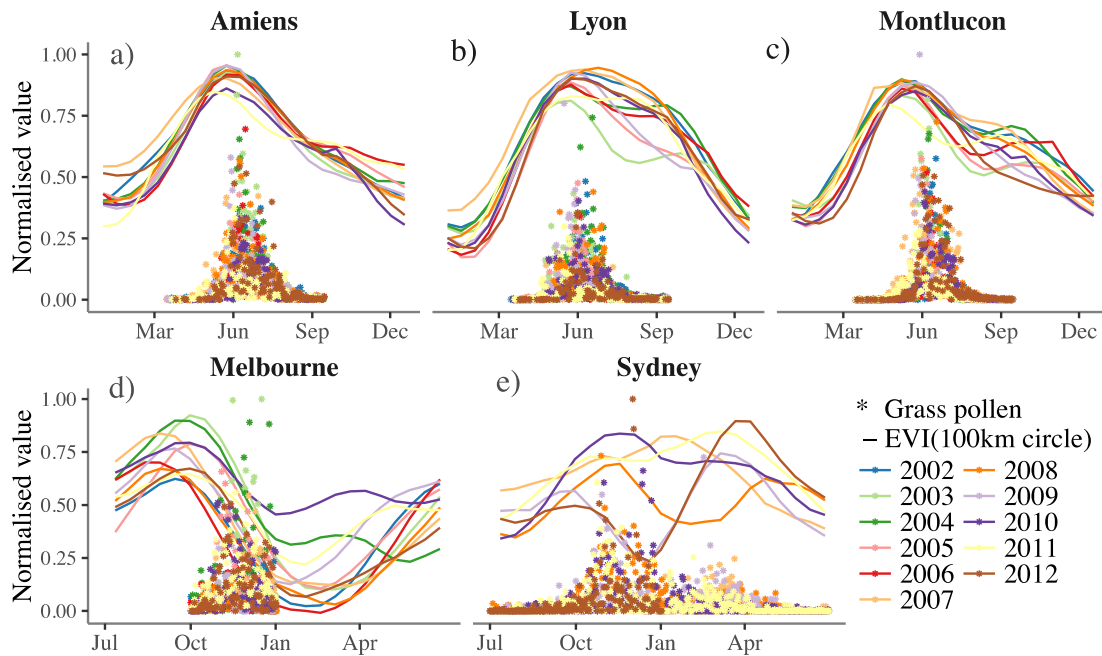 Amiens
Lyon
Montlucon
a)
b)
c)
Normalised value
1.00
0.75
0.50
0.25
0.00
Mar Jun Sep Dec
Mar Jun Sep Dec
Mar Jun Sep Dec
Melbourne
Sydney
d)
e)
Normalised value
1.00
0.75
0.50
0.25
0.00
Jul Oct Jan Apr
Jul Oct Jan Apr
* Grass pollen
– EVI(100km circle)
2002 2008
2003 2009
2004 2010
2005 2011
2006 2012
2007